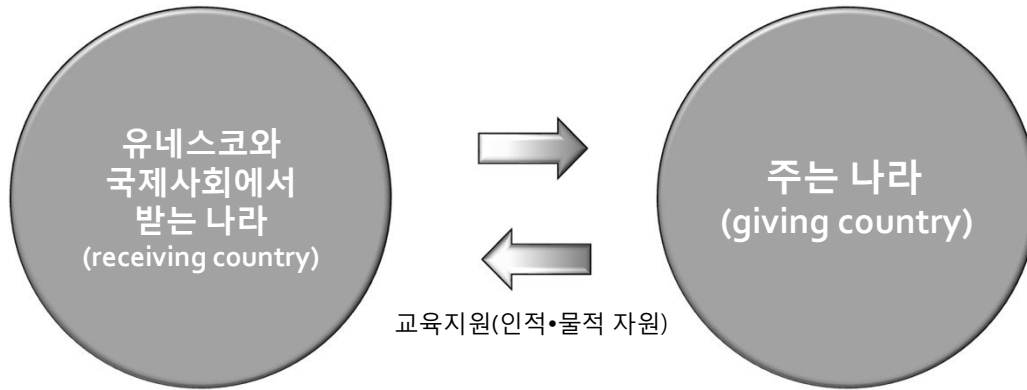 유네스코와
국제사회에서
받는 나라
(receiving country)
주는 나라
(giving country)
교육지원(인적•물적 자원)